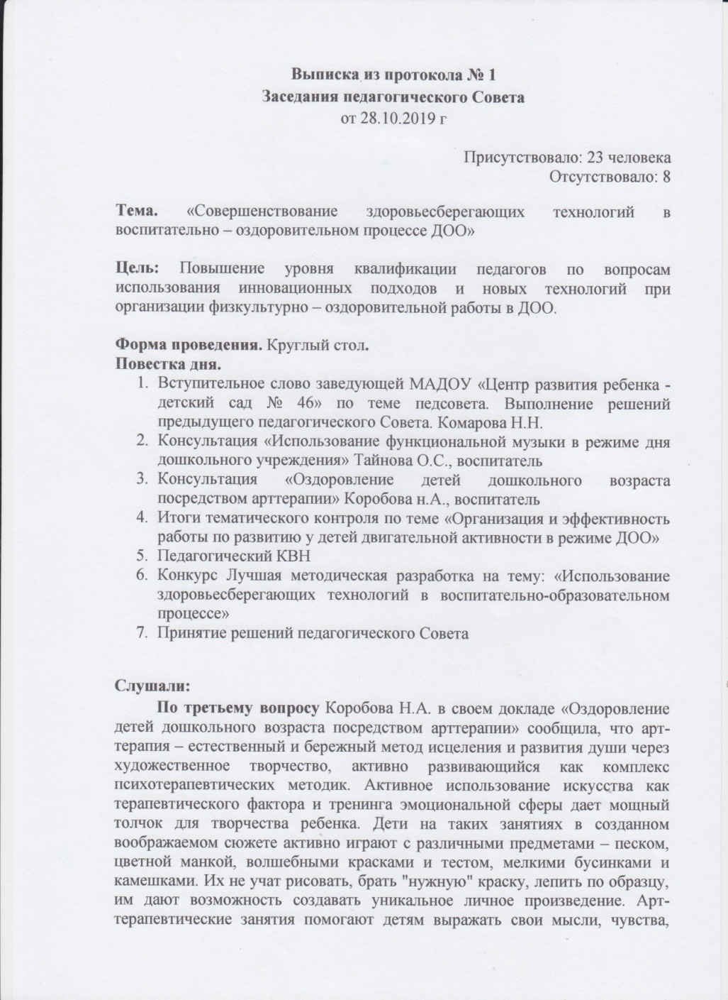 Выписка из протокола № 1
Заседания педагогического Совета
от 28.10.2019 г
Присутствовало: 23 человека
Отсутствовало: 8
Тема. «Совершенствование здоровьесберегающих технологий в
воспитательно – оздоровительном процессе ДОО»
Цель: Повышение уровня квалификации педагогов по вопросам
использования инновационных подходов и новых технологий при
организации физкультурно – оздоровительной работы в ДОО.
Форма проведения. Круглый стол.
Повестка дня.
1. Вступительное слово заведующей МАДОУ «Центр развития ребенка -
детский сад № 46» по теме педсовета. Выполнение решений
предыдущего педагогического Совета. Комарова Н.Н.
2. Консультация «Использование функциональной музыки в режиме дня
дошкольного учреждения» Тайнова О.С., воспитатель
3. Консультация «Оздоровление детей дошкольного возраста
посредством арттерапии» Коробова н.А., воспитатель
4. Итоги тематического контроля по теме «Организация и эффективность
работы по развитию у детей двигательной активности в режиме ДОО»
5. Педагогический КВН
6. Конкурс Лучшая методическая разработка на тему: «Использование
здоровьесберегающих технологий в воспитательно-образовательном
процессе»
7. Принятие решений педагогического Совета
Слушали:
По третьему вопросу Коробова Н.А. в своем докладе «Оздоровление
детей дошкольного возраста посредством арттерапии» сообщила, что арт-
терапия – естественный и бережный метод исцеления и развития души через
художественное творчество, активно развивающийся как комплекс
психотерапевтических методик. Активное использование искусства как
терапевтического фактора и тренинга эмоциональной сферы дает мощный
толчок для творчества ребенка. Дети на таких занятиях в созданном
воображаемом сюжете активно играют с различными предметами – песком,
цветной манкой, волшебными красками и тестом, мелкими бусинками и
камешками. Их не учат рисовать, брать "нужную" краску, лепить по образцу,
им дают возможность создавать уникальное личное произведение. Арт-
терапевтические занятия помогают детям выражать свои мысли, чувства,